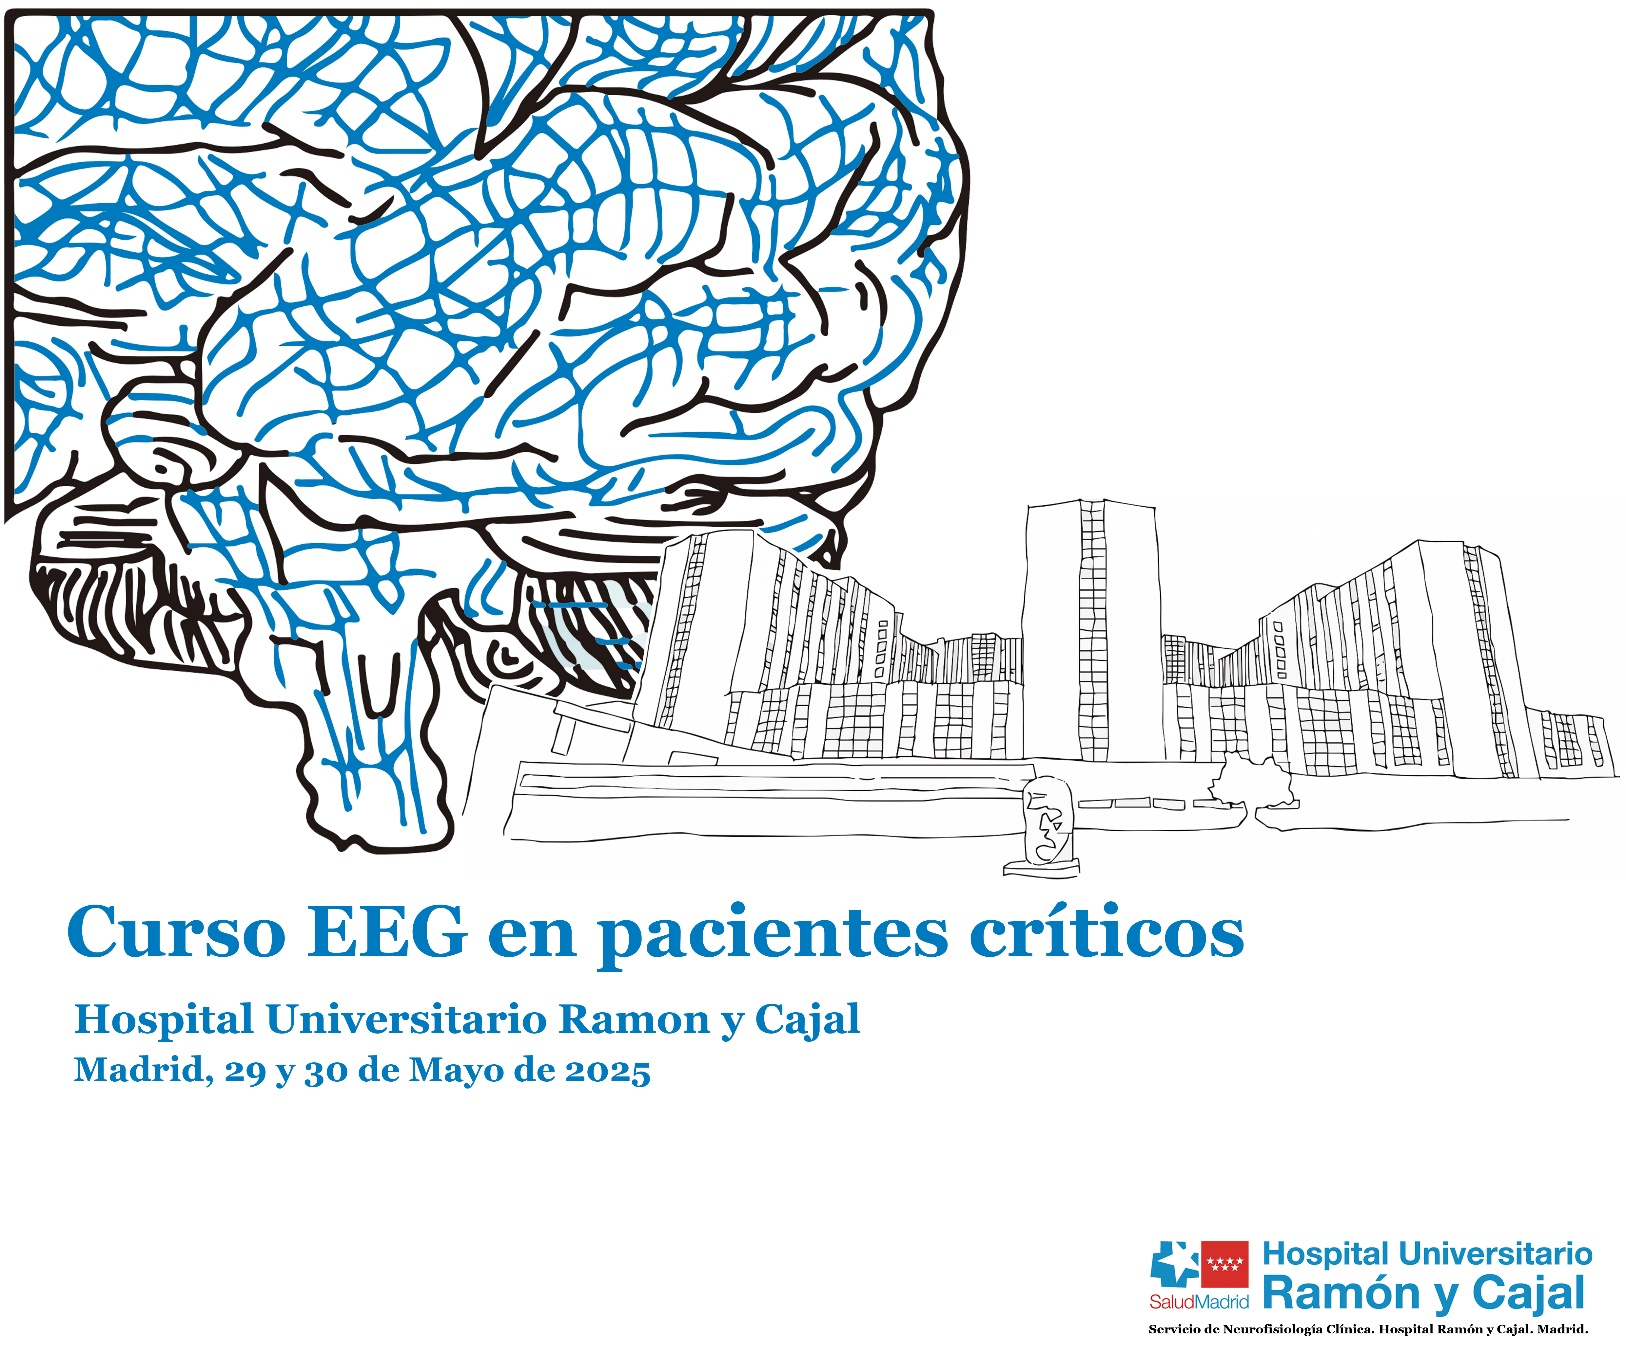 Curso EEG en pacientes críticos
Hospital Universitario Ramon y Cajal
Madrid, 29 y 30 de Mayo de 2025
SaludMadrid
Hospital Universitario
Ramón y Cajal
Servicio de Neurofisiología Clínica. Hospital Ramón y Cajal. Madrid.